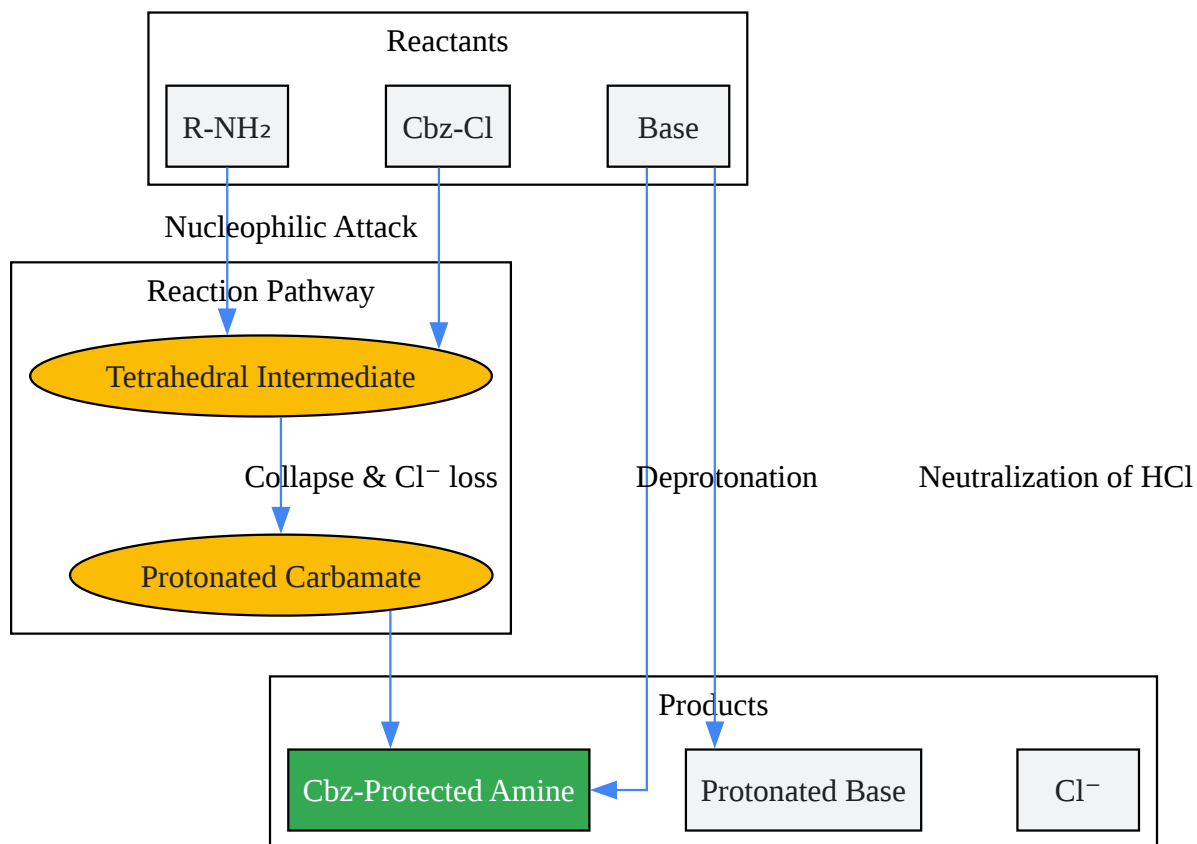 Reactants
R-NH₂
Cbz-Cl
Base
Nucleophilic Attack
Reaction Pathway
Tetrahedral Intermediate
Collapse & Cl⁻ loss
Deprotonation
Neutralization of HCl
Protonated Carbamate
Products
Cbz-Protected Amine
Protonated Base
Cl⁻